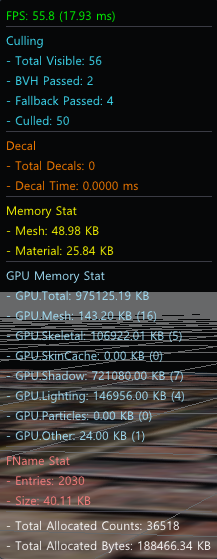 FPS: 55.8 (17.93 ms)
Culling
- Total Visible: 56
- BVH Passed: 2
- Fallback Passed: 4
- Culled: 50
Decal
- Total Decals: 0
- Decal Time: 0.0000 ms
Memory Stat
- Mesh: 48.98 KB
- Material: 25.84 KB
GPU Memory Stat
- GPU.Total: 975125.19 KB
- GPU.Mesh: 143.20 KB (16)
- GPU.Skeletal: 106922.01 KB (5)
- GPU.SkinCache: 0.00 KB (0)
- GPU.Shadow: 721080.00 KB (7)
- GPU.Lighting: 146956.00 KB (4)
- GPU.Particles: 0.00 KB (0)
- GPU.Other: 24.00 KB (1)
FName Stat
- Entries: 2030
- Size: 40.11 KB
- Total Allocated Counts: 36518
- Total Allocated Bytes: 188466.34 KB